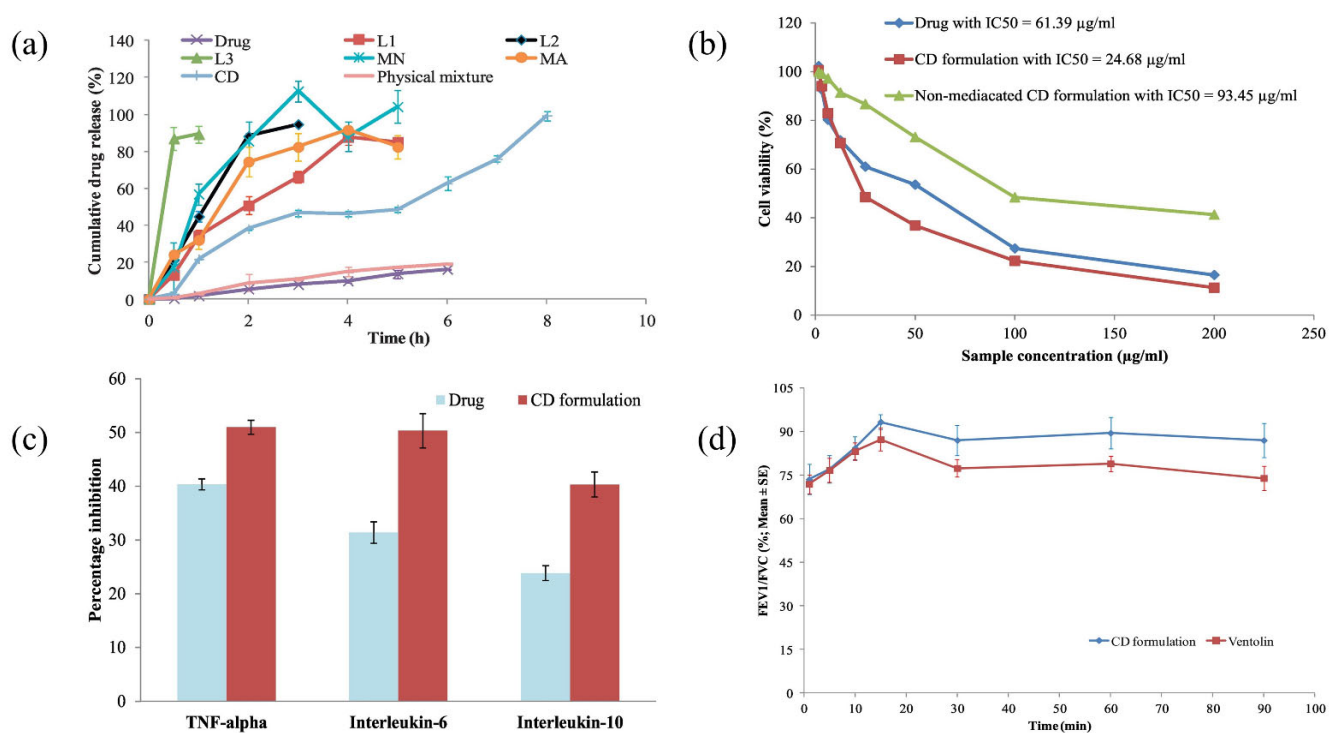 (a)
Cumulative drug release (%)
140
120
100
80
60
40
20
0
Drug L1 L2
L3 MN MA
CD Physical mixture
0 2 4 6 8 10
Time (h)
(b)
Cell viability (%)
120
100
80
60
40
20
0
Drug with IC50 = 61.39 µg/ml
CD formulation with IC50 = 24.68 µg/ml
Non-mediacated CD formulation with IC50 = 93.45 µg/ml
0 50 100 150 200 250
Sample concentration (µg/ml)
(c)
Percentage inhibition
60
50
40
30
20
10
0
Drug CD formulation
TNF-alpha Interleukin-6 Interleukin-10
(d)
FEV1/FVC (%; Mean ± SE)
105
90
75
60
45
30
15
0
CD formulation Ventolin
0 10 20 30 40 50 60 70 80 90 100
Time (min)